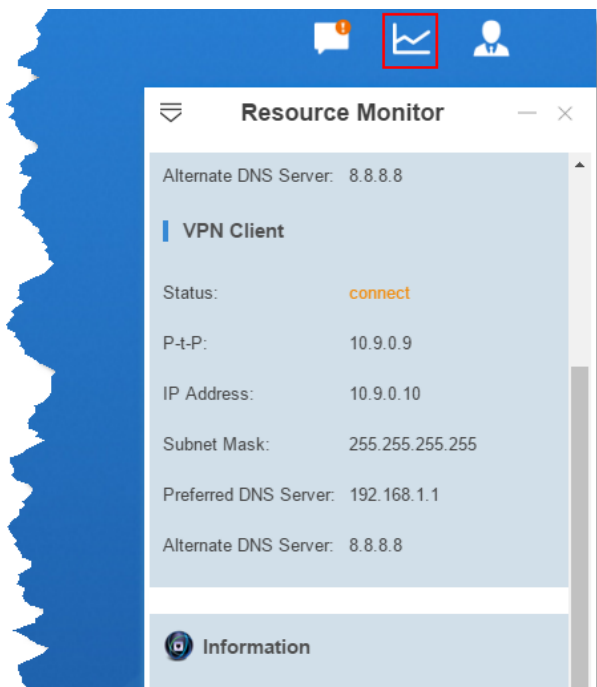 Resource Monitor
Alternate DNS Server: 8.8.8.8
VPN Client
Status: connect
P-t-P: 10.9.0.9
IP Address: 10.9.0.10
Subnet Mask: 255.255.255.255
Preferred DNS Server: 192.168.1.1
Alternate DNS Server: 8.8.8.8
Information